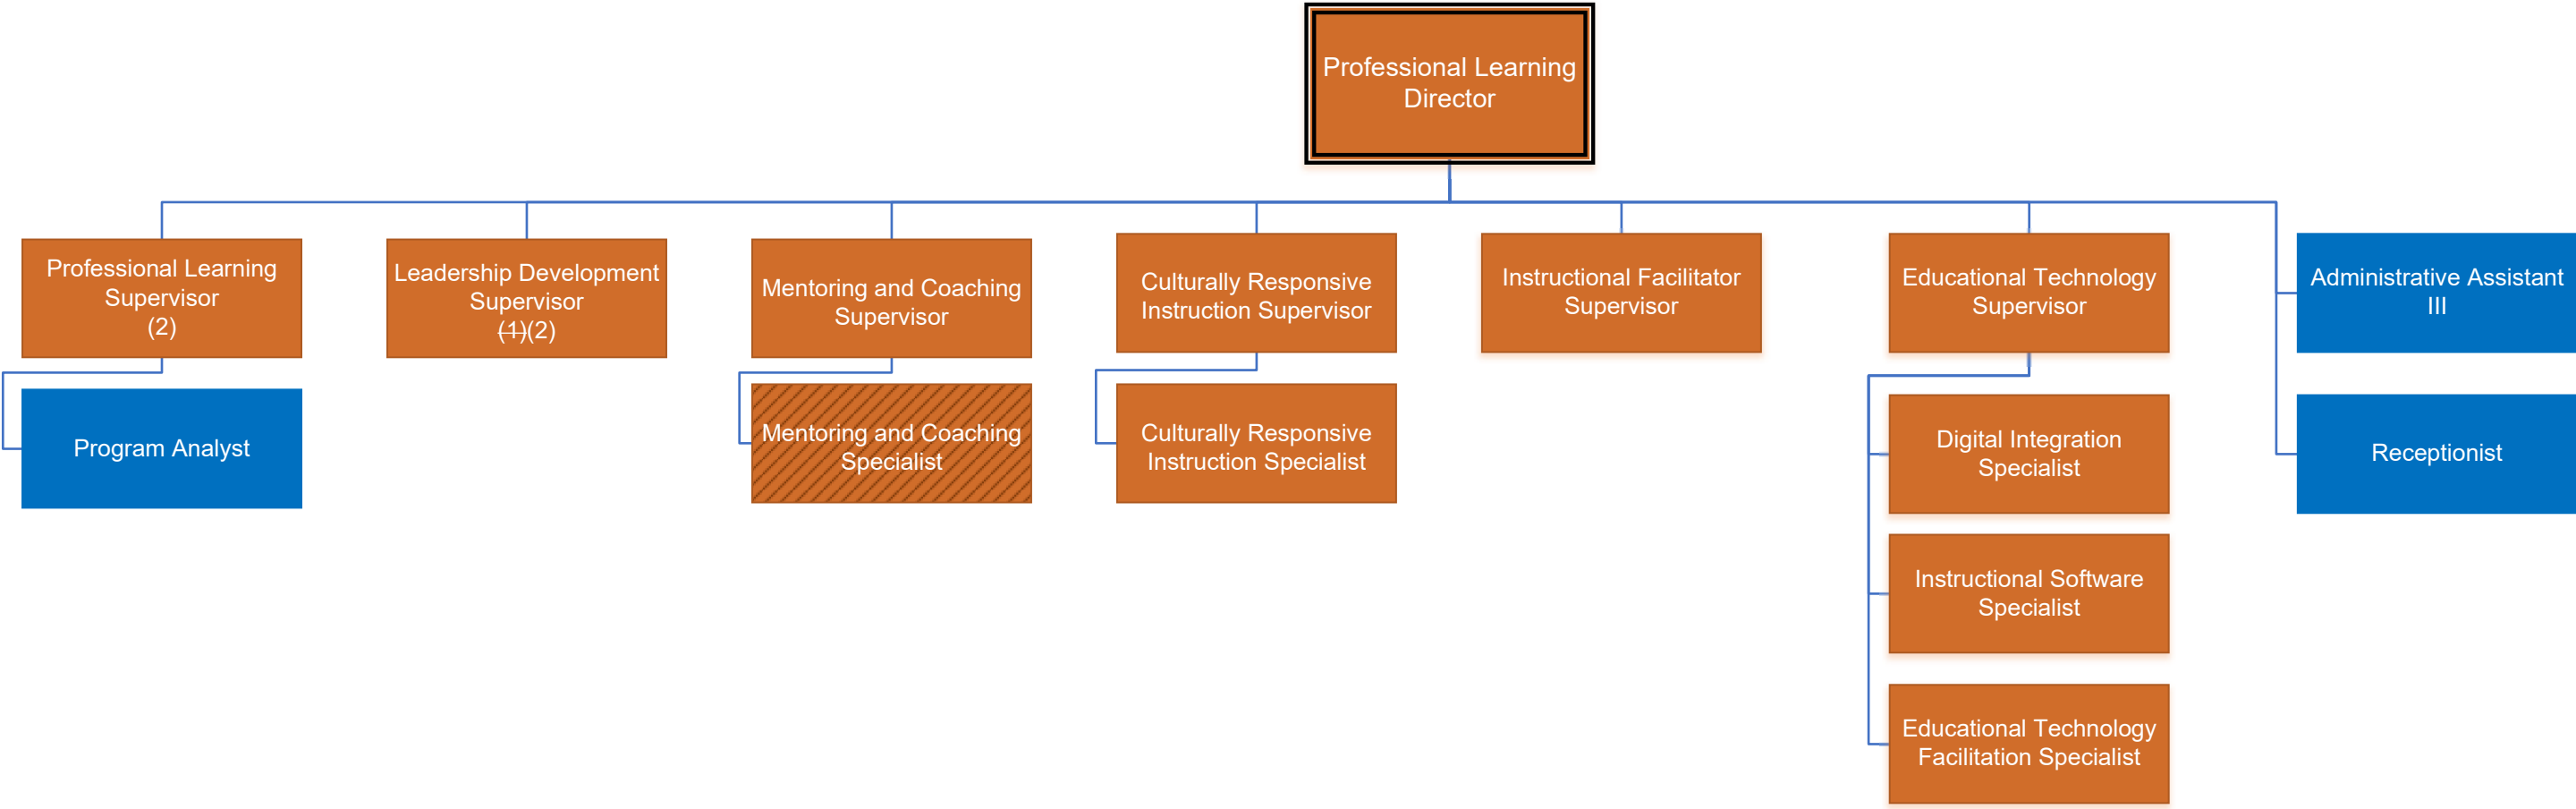 Professional Learning
Director
Professional Learning
Supervisor
(2)
Leadership Development
Supervisor
(1)(2)
Mentoring and Coaching
Supervisor
Culturally Responsive
Instruction Supervisor
Instructional Facilitator
Supervisor
Educational Technology
Supervisor
Administrative Assistant
III
Program Analyst
Mentoring and Coaching
Specialist
Culturally Responsive
Instruction Specialist
Digital Integration
Specialist
Receptionist
Instructional Software
Specialist
Educational Technology
Facilitation Specialist